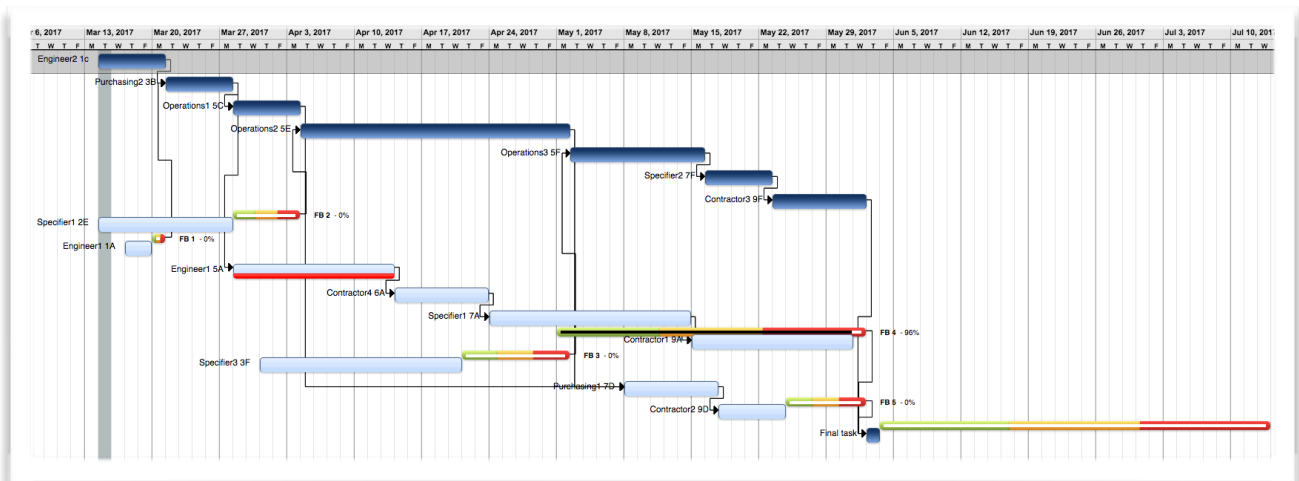 r 6, 2017 Mar 13, 2017 Mar 20, 2017 Mar 27, 2017 Apr 3, 2017 Apr 10, 2017 Apr 17, 2017 Apr 24, 2017 May 1, 2017 May 8, 2017 May 15, 2017 May 22, 2017 May 29, 2017 Jun 5, 2017 Jun 12, 2017 Jun 19, 2017 Jun 26, 2017 Jul 3, 2017 Jul 10, 201
T W T F M T W T F M T W T F M T W T F M T W T F M T W T F M T W T F M T W T F M T W T F M T W T F M T W T F M T W T F M T W T F M T W T F M T W T F M T W T F M T W T F M T W T F M T W
Engineer2 1c
Purchasing2 3B
Operations1 5C
Operations2 5E
Operations3 5F
Specifier2 7F
Contractor3 9F
Specifier1 2E
FB 2 - 0%
FB 1 - 0%
Engineer1 1A
Engineer1 5A
Contractor4 6A
Specifier1 7A
FB 4 - 96%
Contractor1 9A
FB 3 - 0%
Specifier3 3F
Purchasing1 7D
FB 5 - 0%
Contractor2 9D
Final task